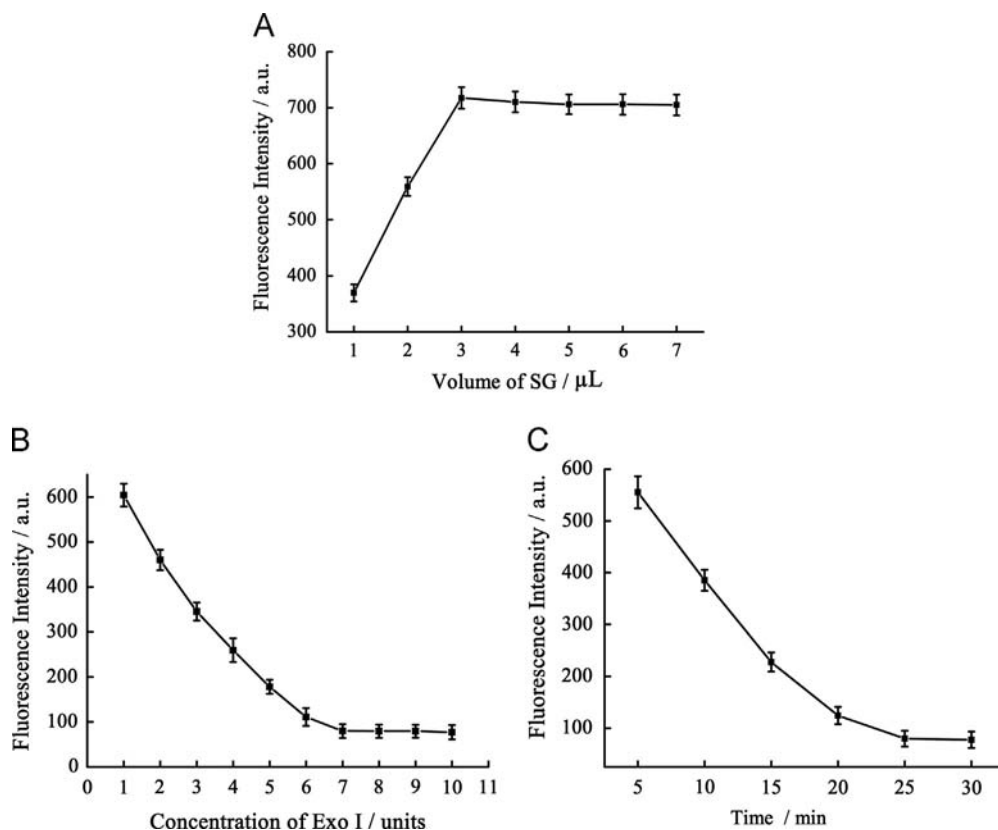 A
800
700
600
500
400
300
Fluorescence Intensity / a.u.
1 2 3 4 5 6 7
Volume of SG / µL
B
600
500
400
300
200
100
0
Fluorescence Intensity / a.u.
0 1 2 3 4 5 6 7 8 9 10 11
Concentration of Exo I / units
C
600
500
400
300
200
100
Fluorescence Intensity / a.u.
5 10 15 20 25 30
Time / min